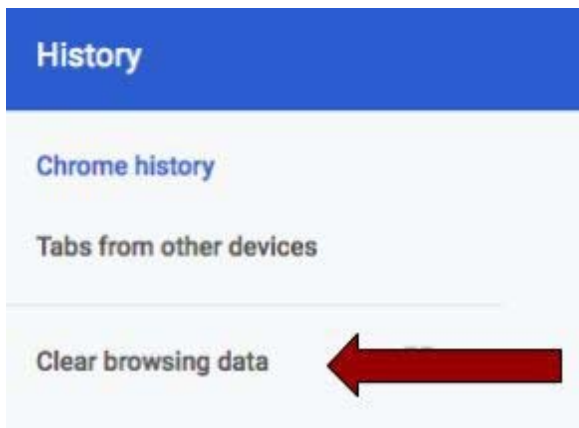 History
Chrome history
Tabs from other devices
Clear browsing data